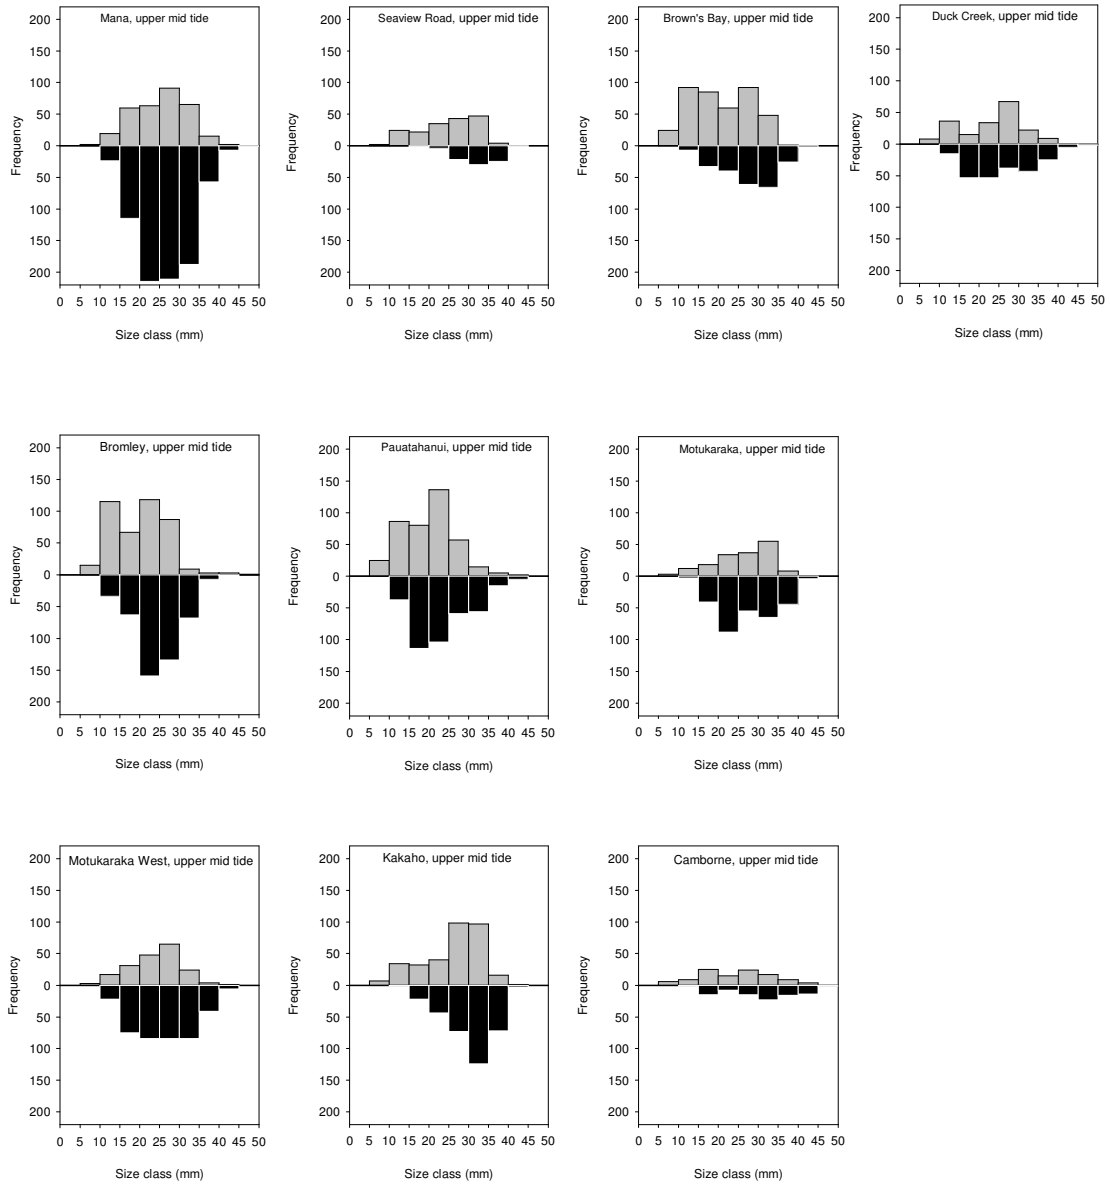 Mana, upper mid tide
Frequency
200
150
100
50
0
50
100
150
200
0 5 10 15 20 25 30 35 40 45 50
Size class (mm)
Seaview Road, upper mid tide
Frequency
200
150
100
50
0
50
100
150
200
0 5 10 15 20 25 30 35 40 45 50
Size class (mm)
Brown's Bay, upper mid tide
Frequency
200
150
100
50
0
50
100
150
200
0 5 10 15 20 25 30 35 40 45 50
Size class (mm)
Duck Creek, upper mid tide
Frequency
200
150
100
50
0
50
100
150
200
0 5 10 15 20 25 30 35 40 45 50
Size class (mm)
Bromley, upper mid tide
Frequency
200
150
100
50
0
50
100
150
200
0 5 10 15 20 25 30 35 40 45 50
Size class (mm)
Pauatahanui, upper mid tide
Frequency
200
150
100
50
0
50
100
150
200
0 5 10 15 20 25 30 35 40 45 50
Size class (mm)
Motukaraka, upper mid tide
Frequency
200
150
100
50
0
50
100
150
200
0 5 10 15 20 25 30 35 40 45 50
Size class (mm)
Motukaraka West, upper mid tide
Frequency
200
150
100
50
0
50
100
150
200
0 5 10 15 20 25 30 35 40 45 50
Size class (mm)
Kakaho, upper mid tide
Frequency
200
150
100
50
0
50
100
150
200
0 5 10 15 20 25 30 35 40 45 50
Size class (mm)
Camborne, upper mid tide
Frequency
200
150
100
50
0
50
100
150
200
0 5 10 15 20 25 30 35 40 45 50
Size class (mm)